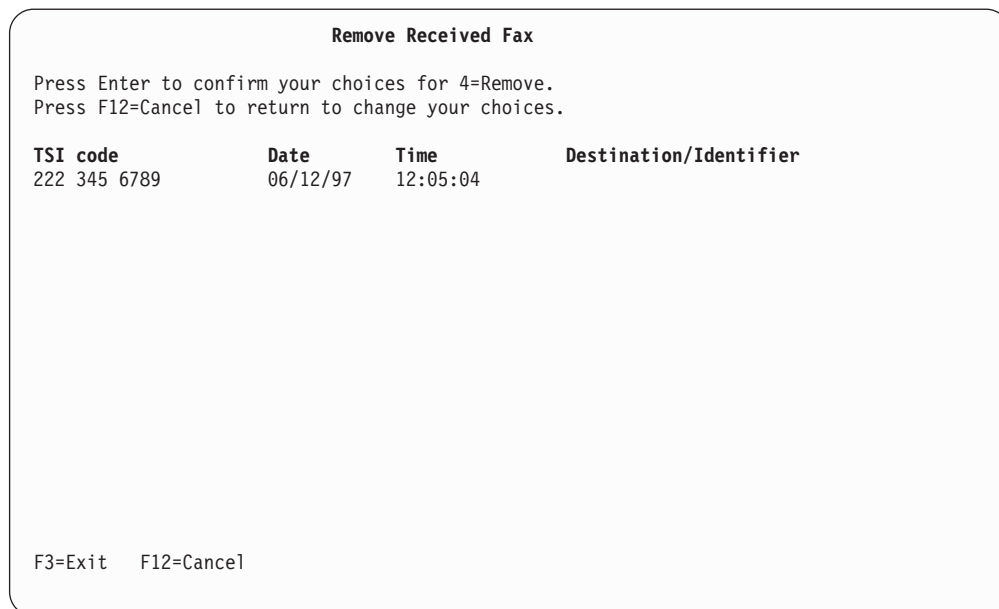 Remove Received Fax
Press Enter to confirm your choices for 4=Remove.
Press F12=Cancel to return to change your choices.
TSI code Date Time Destination/Identifier
222 345 6789 06/12/97 12:05:04
F3=Exit F12=Cancel